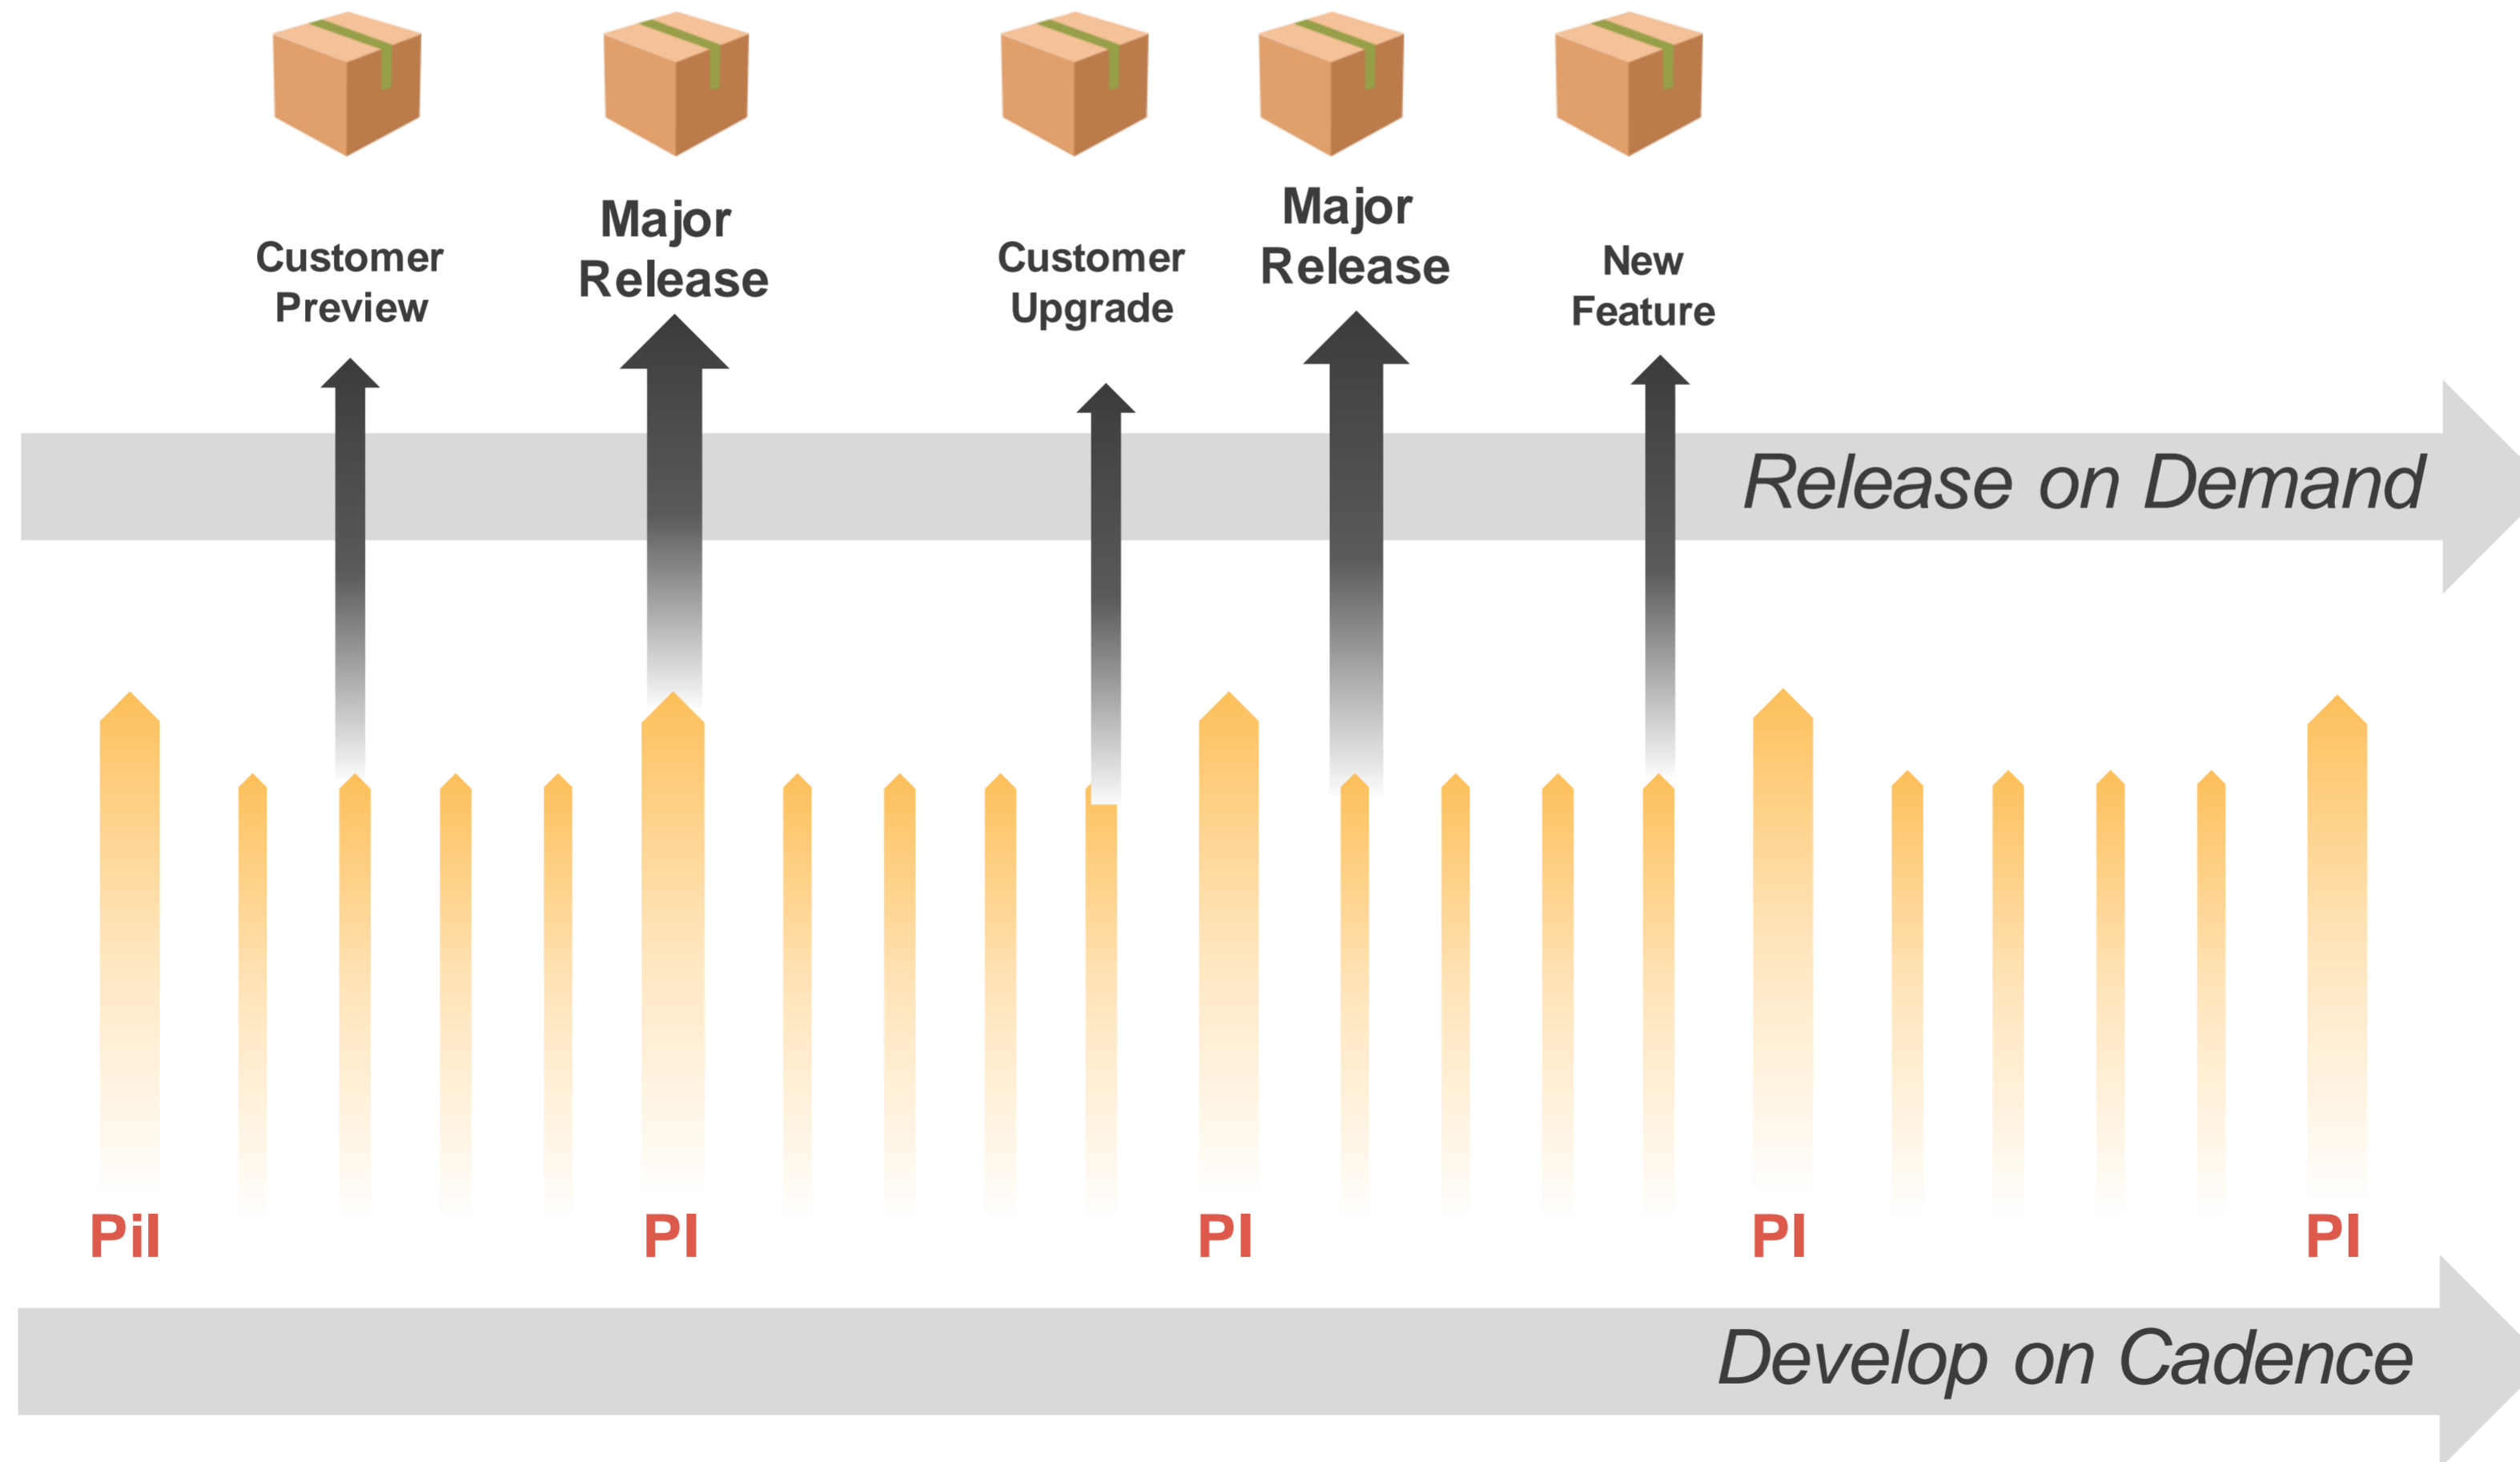 Customer
Preview
Major
Release
Customer
Upgrade
Major
Release
New
Feature
Release on Demand
Pil
PI
PI
PI
PI
Develop on Cadence